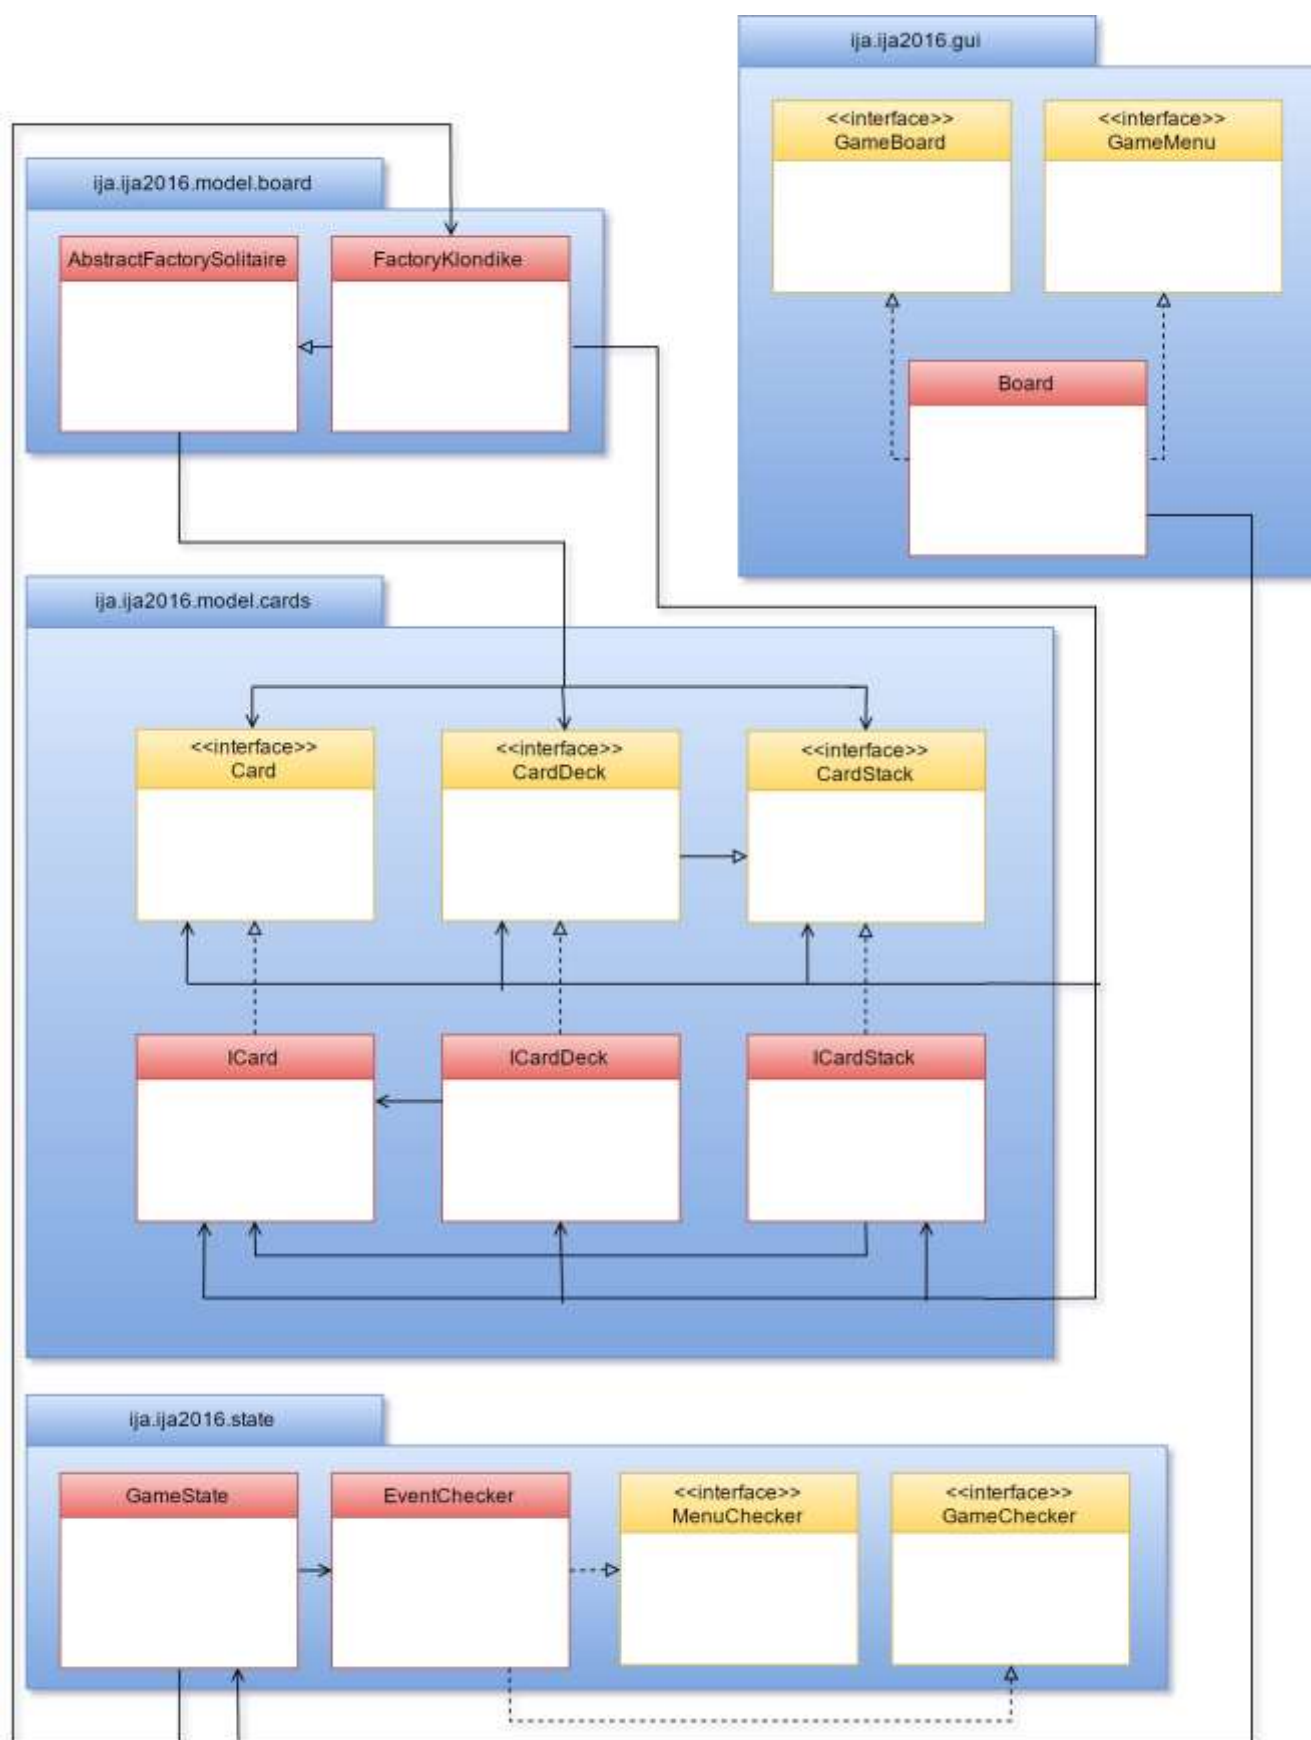 ija.ija2016.gui
<<interface>>
GameBoard
<<interface>>
GameMenu
Board
ija.ija2016.model.board
AbstractFactorySolitaire
FactoryKlondike
ija.ija2016.model.cards
<<interface>>
Card
<<interface>>
CardDeck
<<interface>>
CardStack
ICard
ICardDeck
ICardStack
ija.ija2016.state
GameState
EventChecker
<<interface>>
MenuChecker
<<interface>>
GameChecker